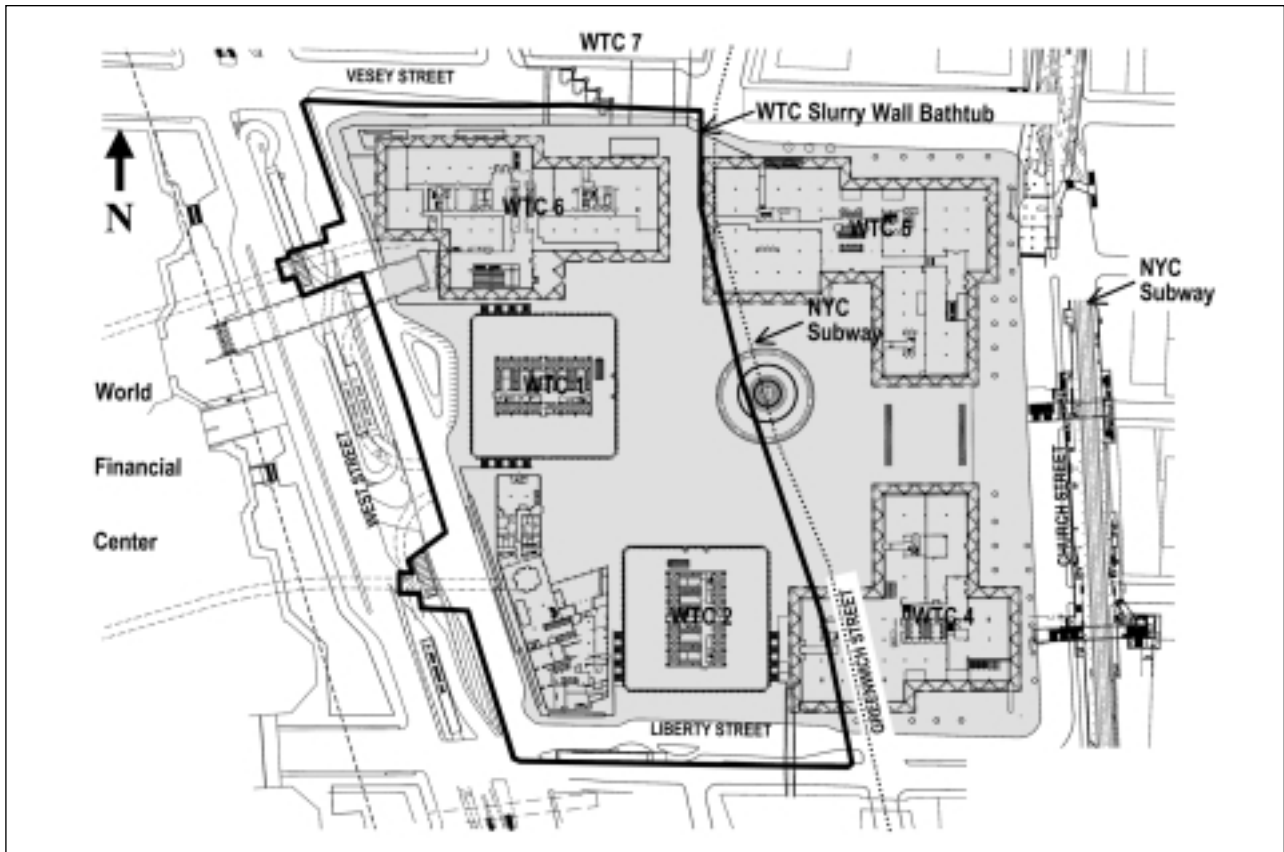 WTC 7
VESEY STREET
WTC Slurry Wall Bathtub
N
WTC 6
WTC 5
NYC
Subway
NYC
Subway
WTC 1
World
Financial
Center
WEST STREET
CHURCH STREET
WTC 2
WTC 4
GREENWICH STREET
LIBERTY STREET